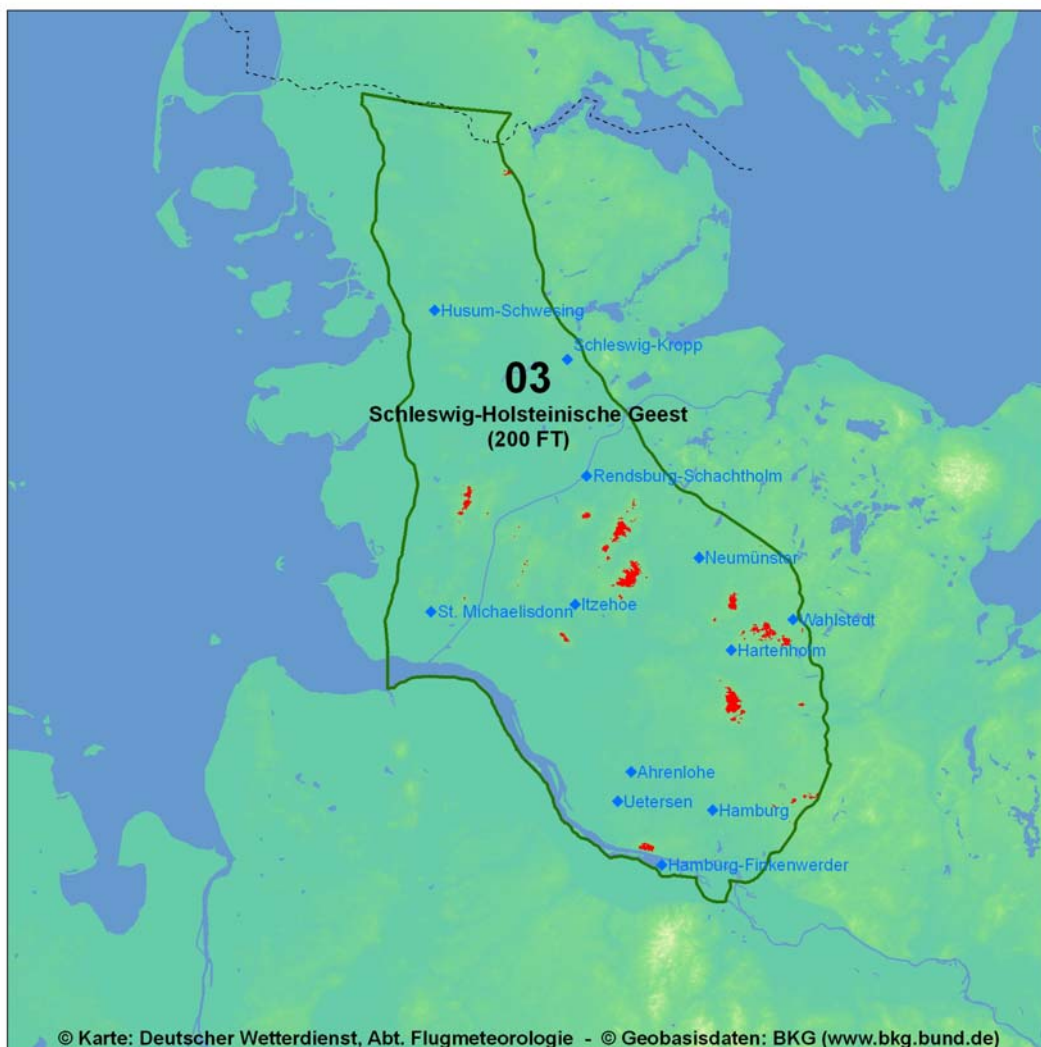 Husum-Schwesing
Schleswig-Kropp
03
Schleswig-Holsteinische Geest
(200 FT)
Rendsburg-Schachtholm
Neumünster
Itzehoe
St. Michaelisdonn
Wahlstedt
Hartenholm
Ahrenlohe
Uetersen
Hamburg
Hamburg-Finkenwerder
© Karte: Deutscher Wetterdienst, Abt. Flugmeteorologie - © Geobasisdaten: BKG (www.bkg.bund.de)